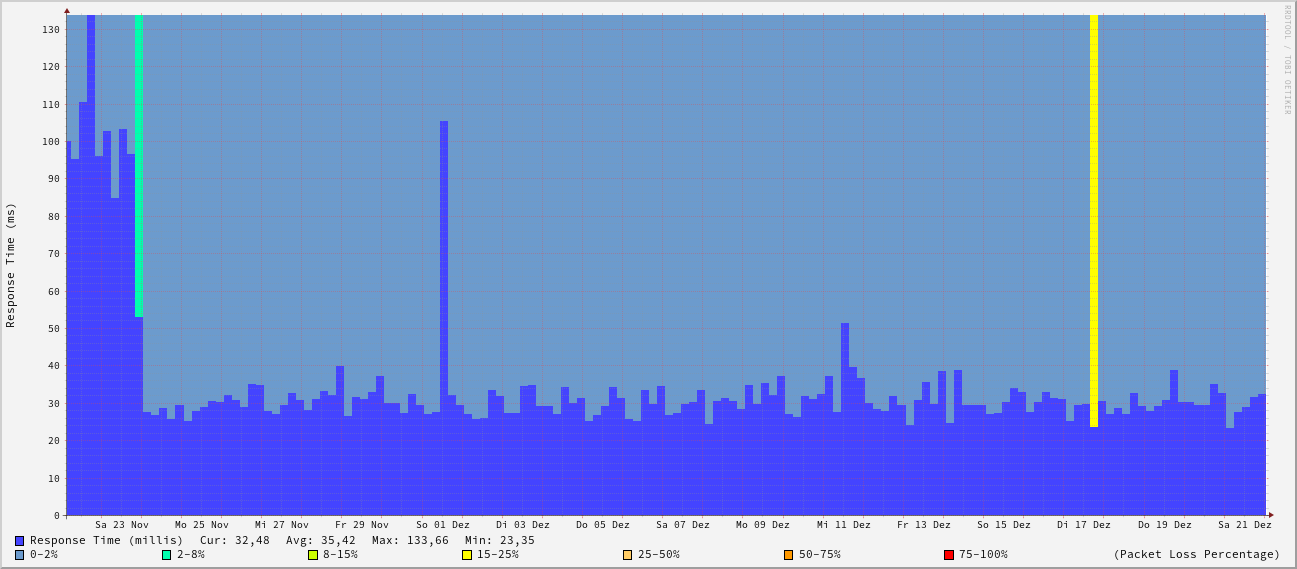 RRDTOOL / TOBI OETIKER
Response Time (ms)
130
120
110
100
90
80
70
60
50
40
30
20
10
0
Sa 23 Nov Mo 25 Nov Mi 27 Nov Fr 29 Nov So 01 Dez Di 03 Dez Do 05 Dez Sa 07 Dez Mo 09 Dez Mi 11 Dez Fr 13 Dez So 15 Dez Di 17 Dez Do 19 Dez Sa 21 Dez
Response Time (millis) Cur: 32,48 Avg: 35,42 Max: 133,66 Min: 23,35
0-2% 2-8% 8-15% 15-25% 25-50% 50-75% 75-100% (Packet Loss Percentage)